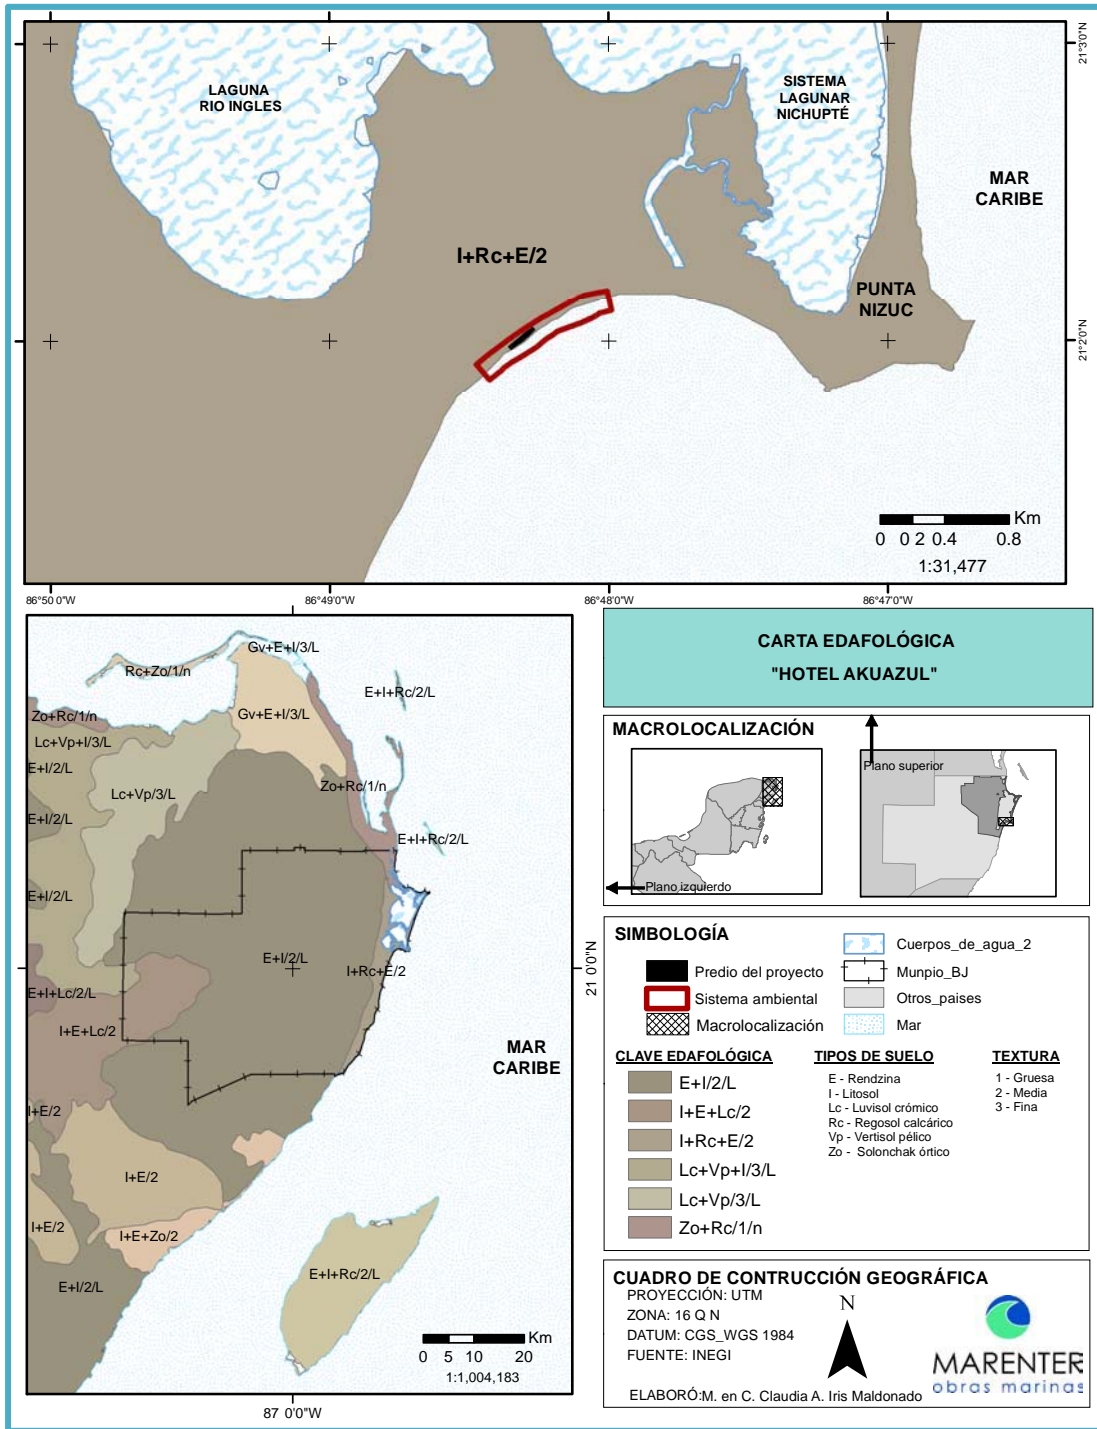 LAGUNA
RIO INGLES
SISTEMA
LAGUNAR
NICHUPTÉ
21°3'0"N
MAR
CARIBE
I+Rc+E/2
PUNTA
NIZUC
21°2'0"N
Km
0 0 2 0.4 0.8
1:31,477
86°50 0"W
86°49'0"W
86°48'0"W
86°47'0"W
Gv+E+I/3/L
Rc+Zo/1/n
E+I+Rc/2/L
Zo+Rc/1/n
Gv+E+I/3/L
Lc+Vp+I/3/L
E+I/2/L
Zo+Rc/1/n
Lc+Vp/3/L
E+I/2/L
E+I+Rc/2/L
E+I/2/L
E+I/2/L
I+Rc+E/2
E+I+Lc/2/L
I+E+Lc/2
MAR
CARIBE
I+E/2
I+E/2
I+E/2
I+E+Zo/2
E+I/2/L
E+I+Rc/2/L
Km
0 5 10 20
1:1,004,183
21 0'0"N
87 0'0"W
CARTA EDAFOLÓGICA
"HOTEL AKUAZUL"
MACROLOCALIZACIÓN
Plano superior
Plano izquierdo
SIMBOLOGÍA
Predio del proyecto
Sistema ambiental
Macrolocalización
Cuerpos_de_agua_2
Munpio_BJ
Otros_paises
Mar
CLAVE EDAFOLÓGICA
E+I/2/L
I+E+Lc/2
I+Rc+E/2
Lc+Vp+I/3/L
Lc+Vp/3/L
Zo+Rc/1/n
TIPOS DE SUELO
E - Rendzina
I - Litosol
Lc - Luvisol crómico
Rc - Regosol calcárico
Vp - Vertisol pélico
Zo - Solonchak órtico
TEXTURA
1 - Gruesa
2 - Media
3 - Fina
CUADRO DE CONTRUCCIÓN GEOGRÁFICA
PROYECCIÓN: UTM
ZONA: 16 Q N
DATUM: CGS_WGS 1984
FUENTE: INEGI
N
ELABORÓ:M. en C. Claudia A. Iris Maldonado
MARENTER
obras marinas